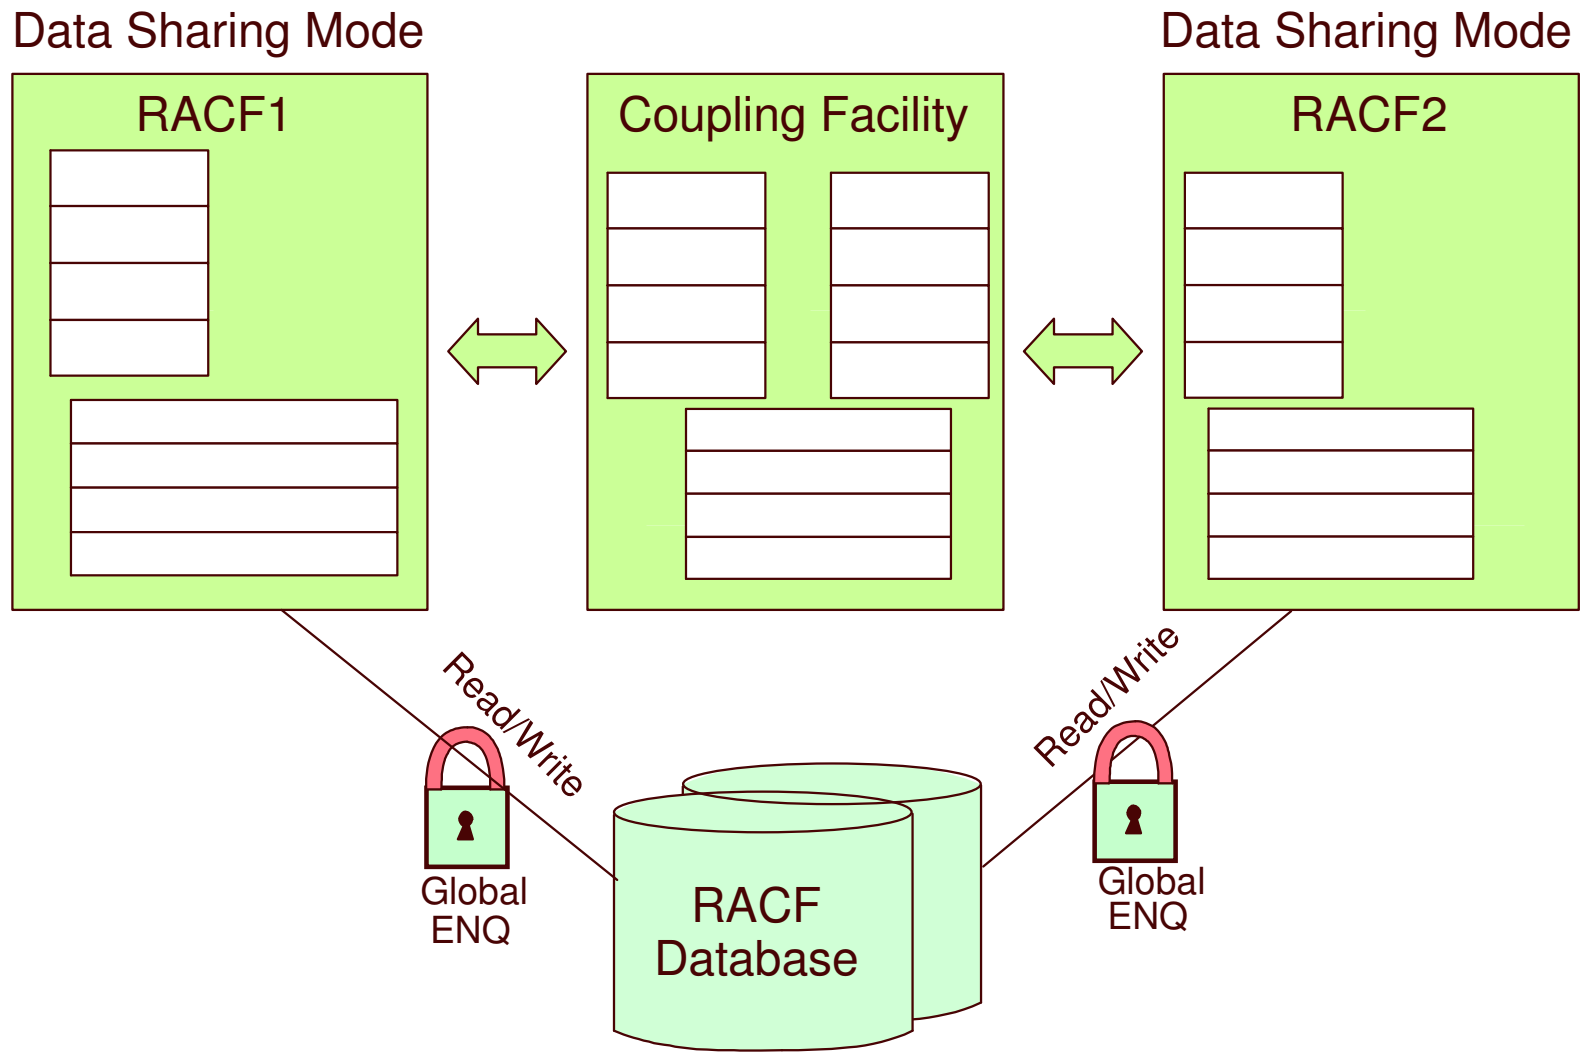 Data Sharing Mode
Data Sharing Mode
RACF1
Coupling Facility
RACF2
Read/Write
Read/Write
Global
ENQ
Global
ENQ
RACF
Database